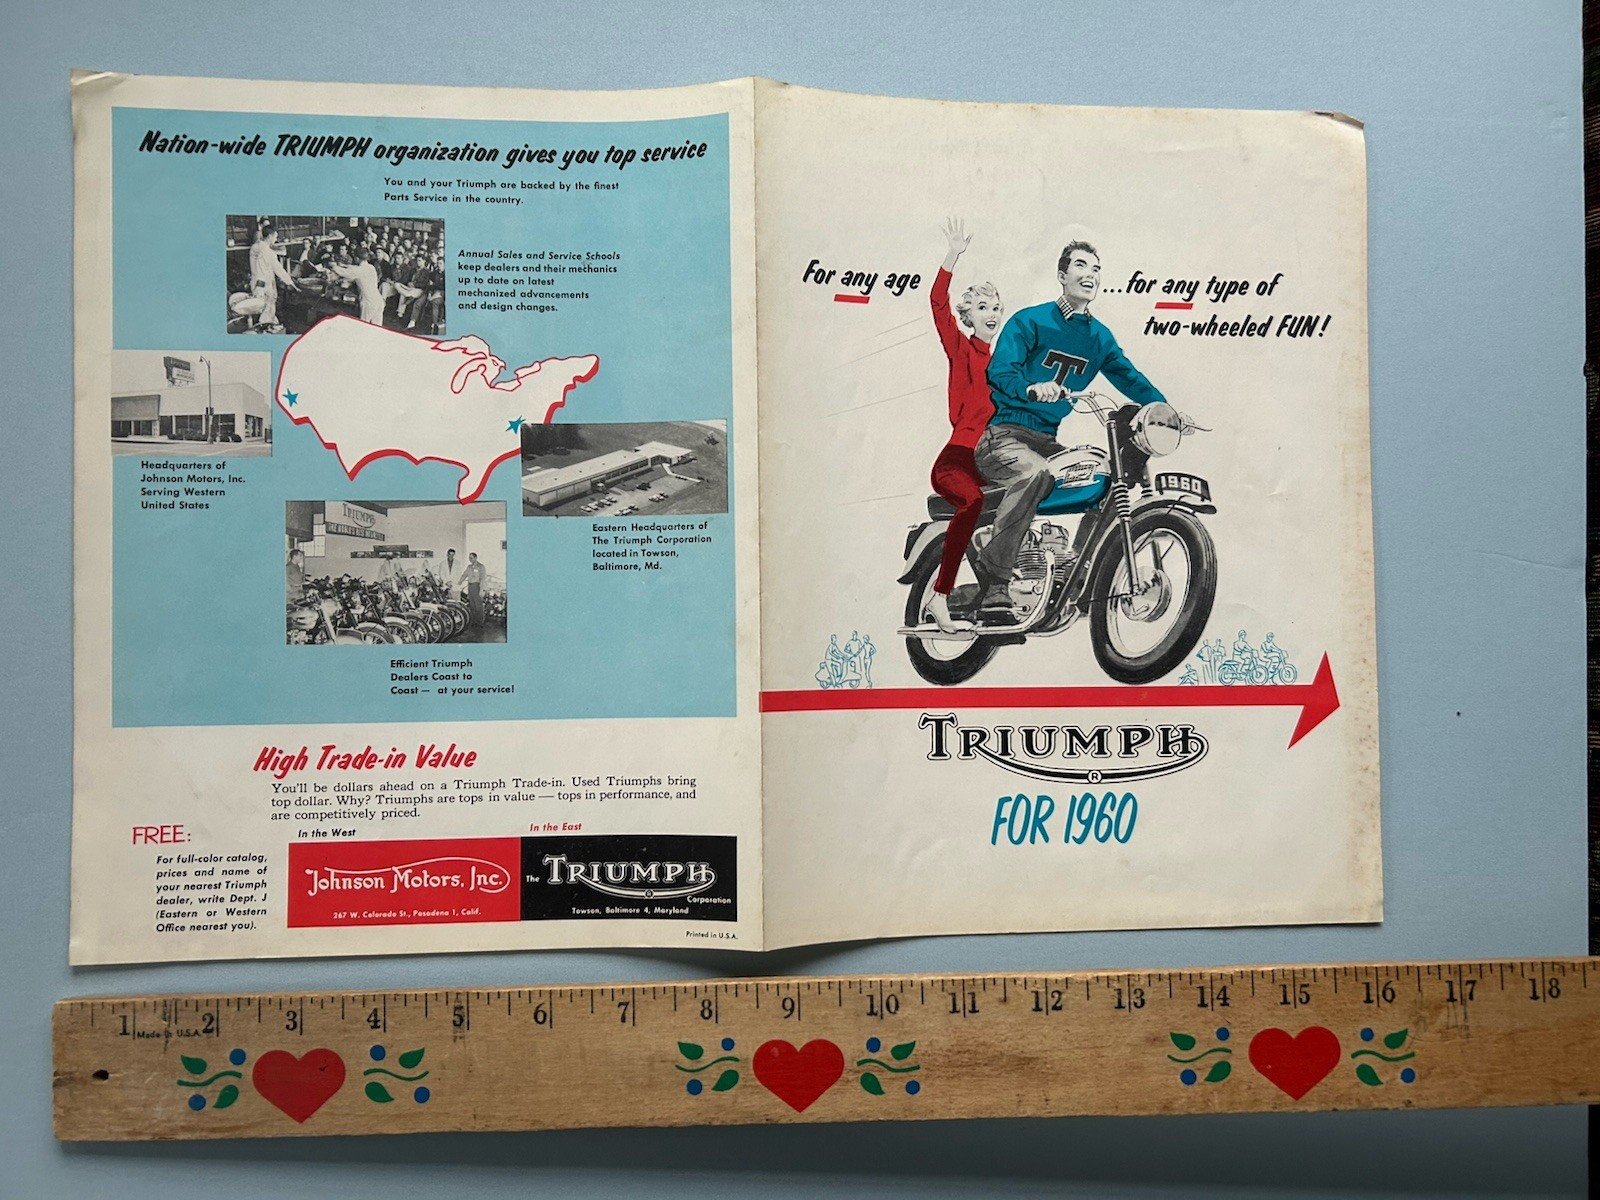 Nation-wide TRIUMPH organization gives you top service
You and your Triumph are backed by the finest
Parts Service in the country.
Annual Sales and Service Schools
keep dealers and their mechanics
up to date on latest
mechanized advancements
and design changes.
Headquarters of
Johnson Motors, Inc.
Serving Western
United States
Eastern Headquarters of
The Triumph Corporation
located in Towson,
Baltimore, Md.
TRIUMPH
Efficient Triumph
Dealers Coast to
Coast — at your service!
High Trade-in Value
You'll be dollars ahead on a Triumph Trade-in. Used Triumphs bring
top dollar. Why? Triumphs are tops in value — tops in performance, and
are competitively priced.
FREE:
For full-color catalog,
prices and name of
your nearest Triumph
dealer, write Dept. J
(Eastern or Western
Office nearest you).
In the West
Johnson Motors, Inc.
267 W. Colorado St., Pasadena 1, Calif.
In the East
The TRIUMPH
®
Corporation
Towson, Baltimore 4, Maryland
Printed in U.S.A.
For any age
...for any type of
two-wheeled FUN!
T
Triumph
1960
TRIUMPH
®
FOR 1960
1 2 3 4 5 6 7 8 9 10 11 12 13 14 15 16 17 18
Made in U.S.A.